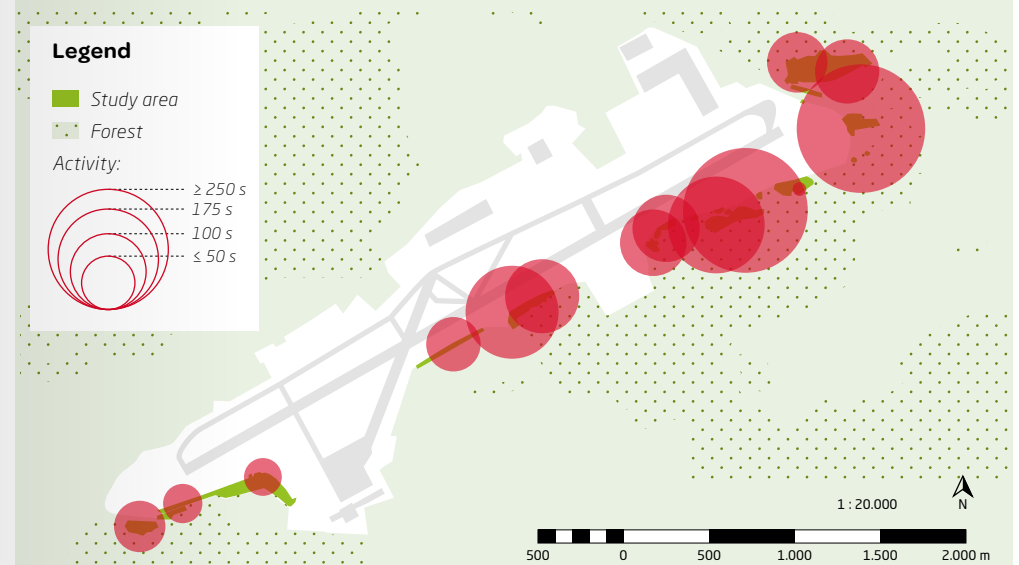 Legend
Study area
Forest
Activity:
≥ 250 s
175 s
100 s
≤ 50 s
1 : 20.000
N
500 0 500 1.000 1.500 2.000 m